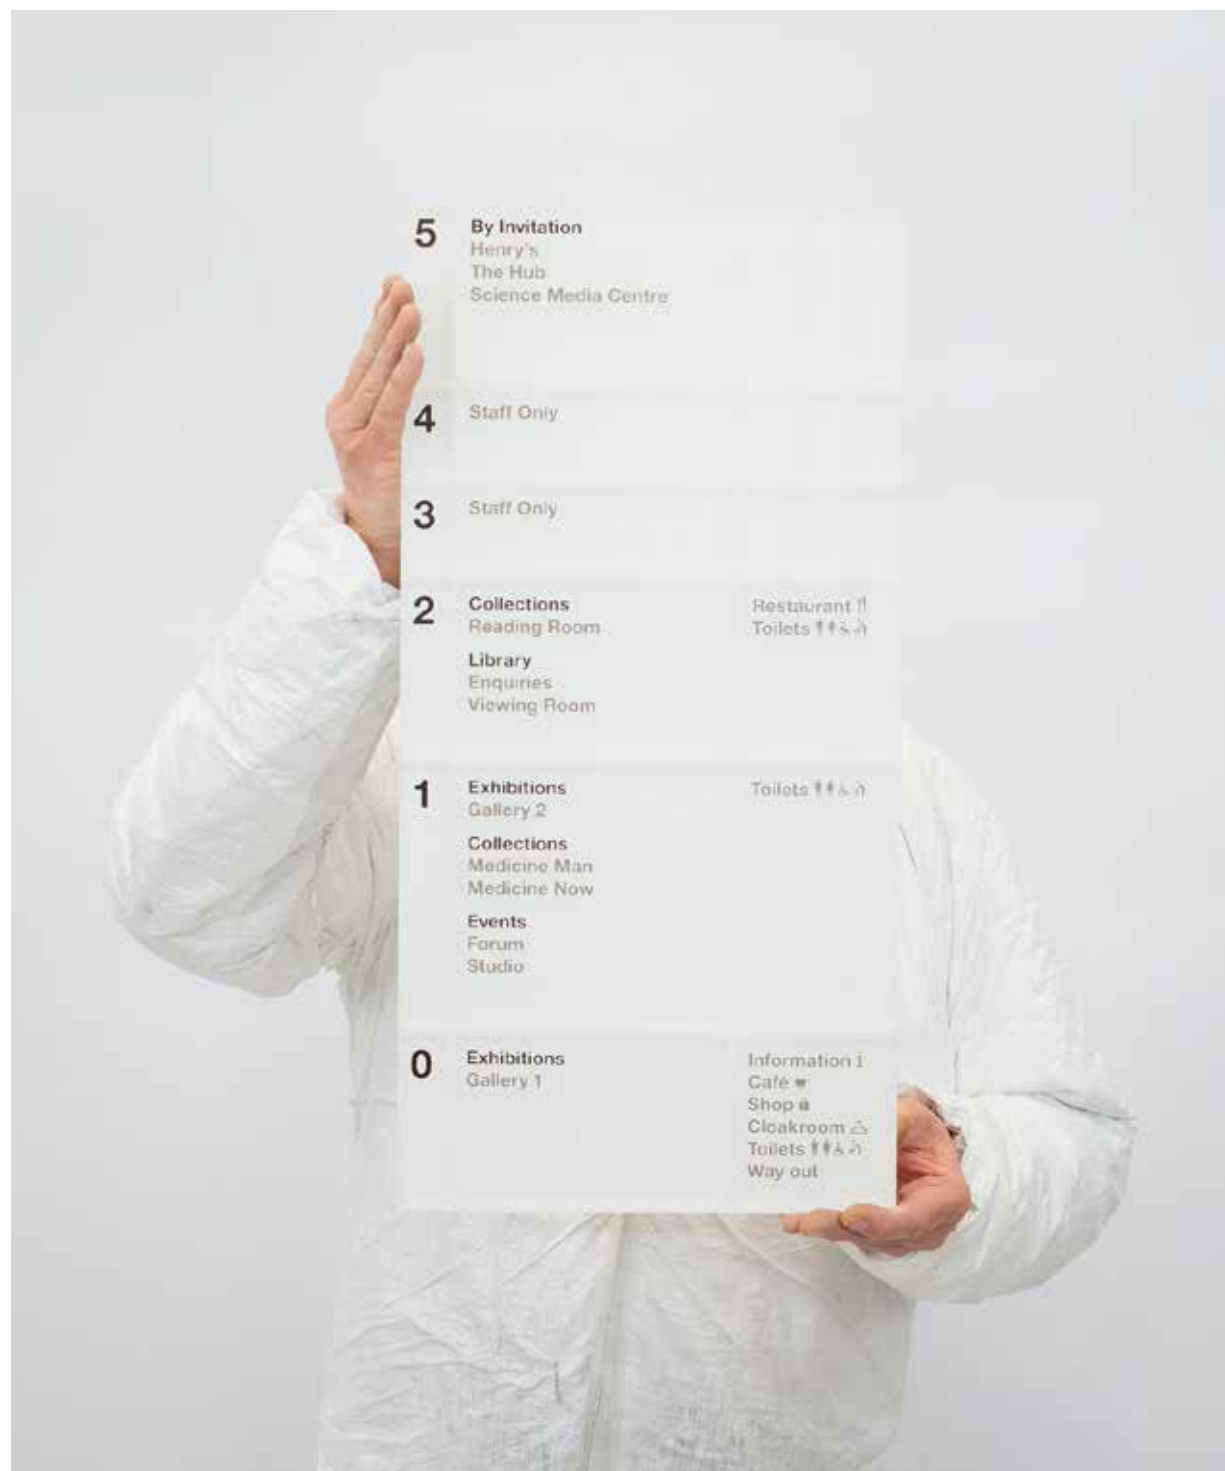 5
By Invitation
Henry's
The Hub
Science Media Centre
4
Staff Only
3
Staff Only
2
Collections
Reading Room
Library
Enquiries
Viewing Room
Restaurant
Toilets
1
Exhibitions
Gallery 2
Collections
Medicine Man
Medicine Now
Events
Forum
Studio
Toilets
0
Exhibitions
Gallery 1
Information i
Café
Shop
Cloakroom
Toilets
Way out